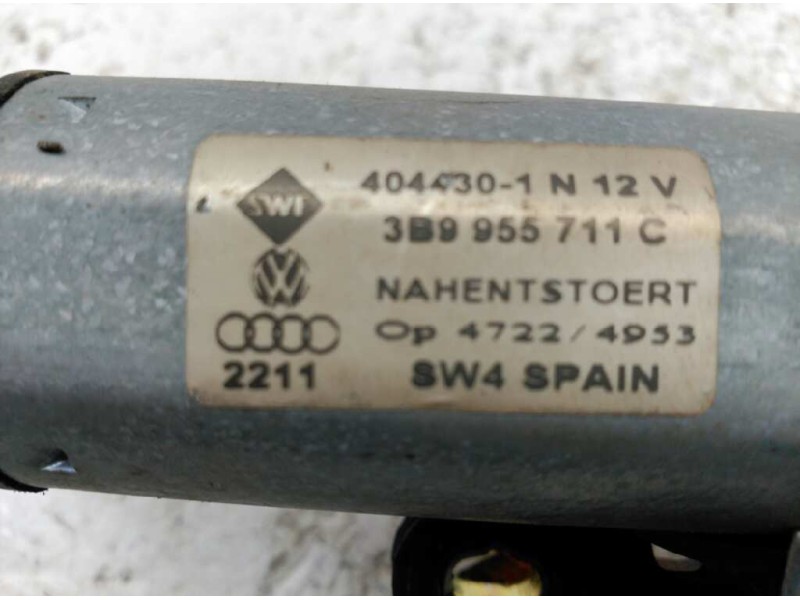 SWF
404430-1 N 12 V
3B9 955 711 C
NAHENTSTOERT
Op 4722/4953
2211
SW4 SPAIN